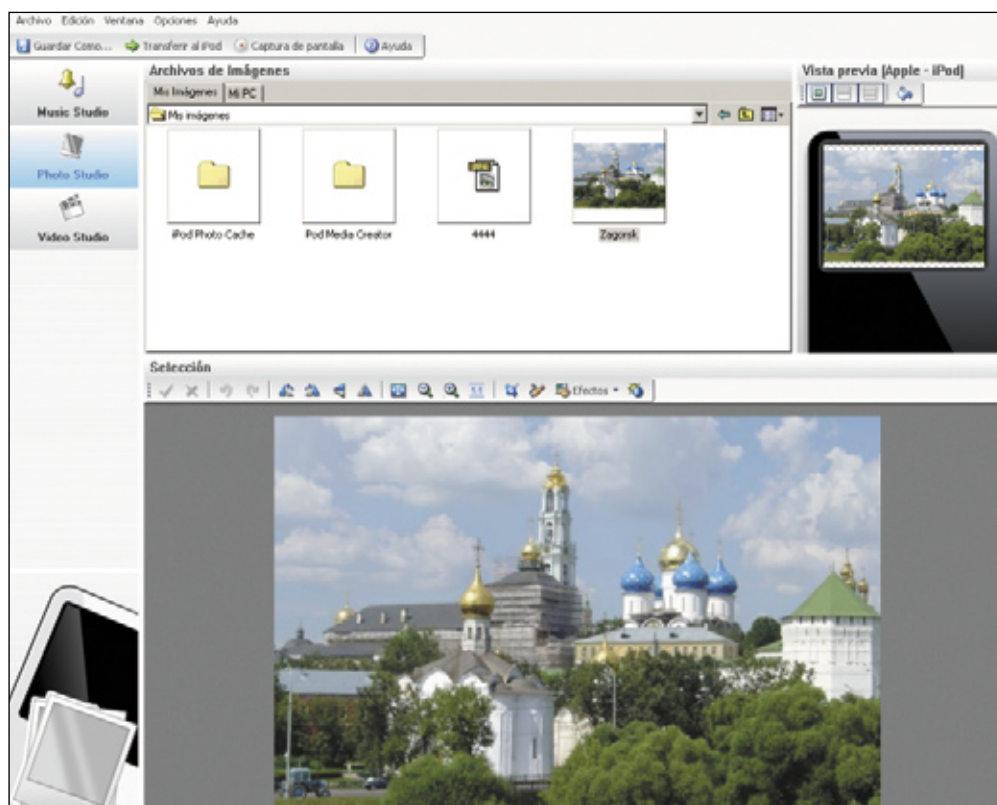 Archivo Edición Ventana Opciones Ayuda
Guardar Como... Transferir al iPod Captura de pantalla Ayuda
Music Studio
Photo Studio
Video Studio
Archivos de Imágenes
Mis Imágenes Mi PC
Mis imágenes
iPod Photo Cache
iPod Media Creator
4444
Zagorsk
Vista previa [Apple - iPod]
Selección
Efectos